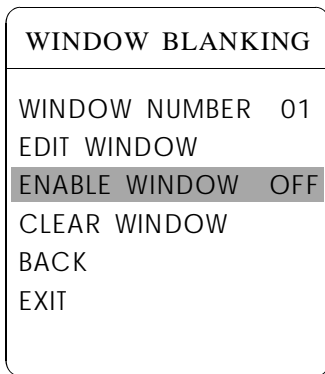 WINDOW BLANKING
WINDOW NUMBER 01
EDIT WINDOW
ENABLE WINDOW OFF
CLEAR WINDOW
BACK
EXIT